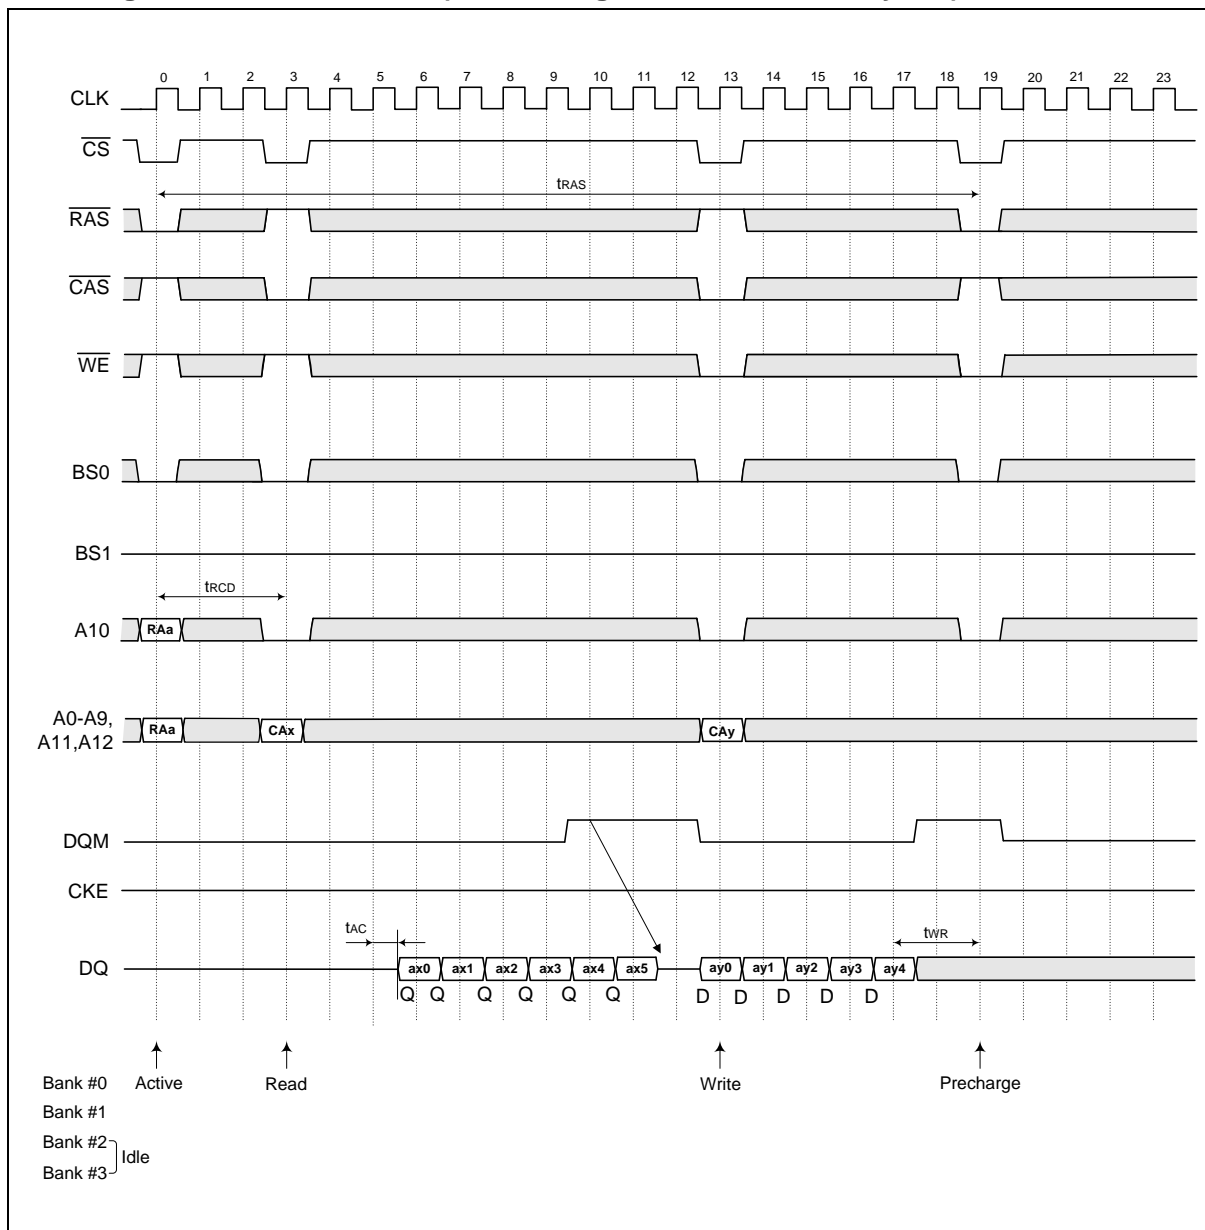 0 1 2 3 4 5 6 7 8 9 10 11 12 13 14 15 16 17 18 19 20 21 22 23
CLK
CS
tRAS
RAS
CAS
WE
BS0
BS1
tRCD
A10 RAa
A0-A9,
A11,A12
RAa CAx CAy
DQM
CKE
tAC tWR
DQ ax0 ax1 ax2 ax3 ax4 ax5 ay0 ay1 ay2 ay3 ay4
Q Q Q Q Q Q D D D D D
Bank #0 Active Read Write Precharge
Bank #1
Bank #2
Idle
Bank #3